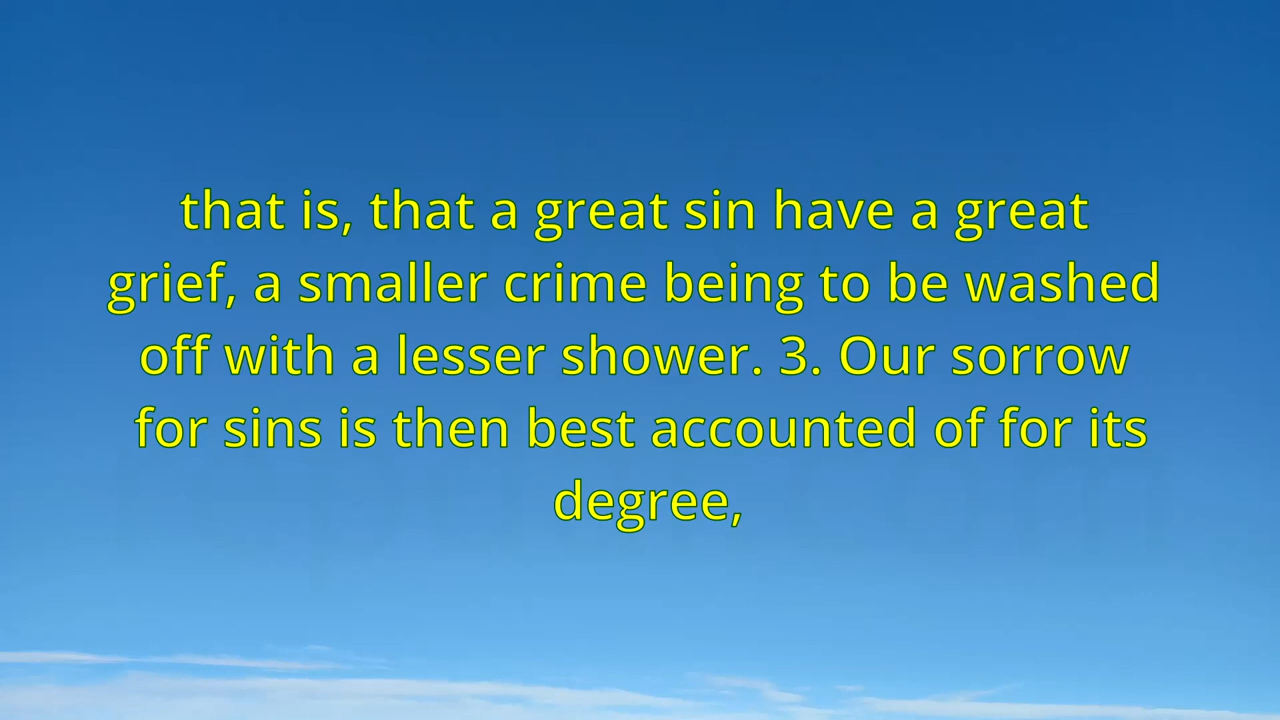 that is, that a great sin have a great
grief, a smaller crime being to be washed
off with a lesser shower. 3. Our sorrow
for sins is then best accounted of for its
degree,